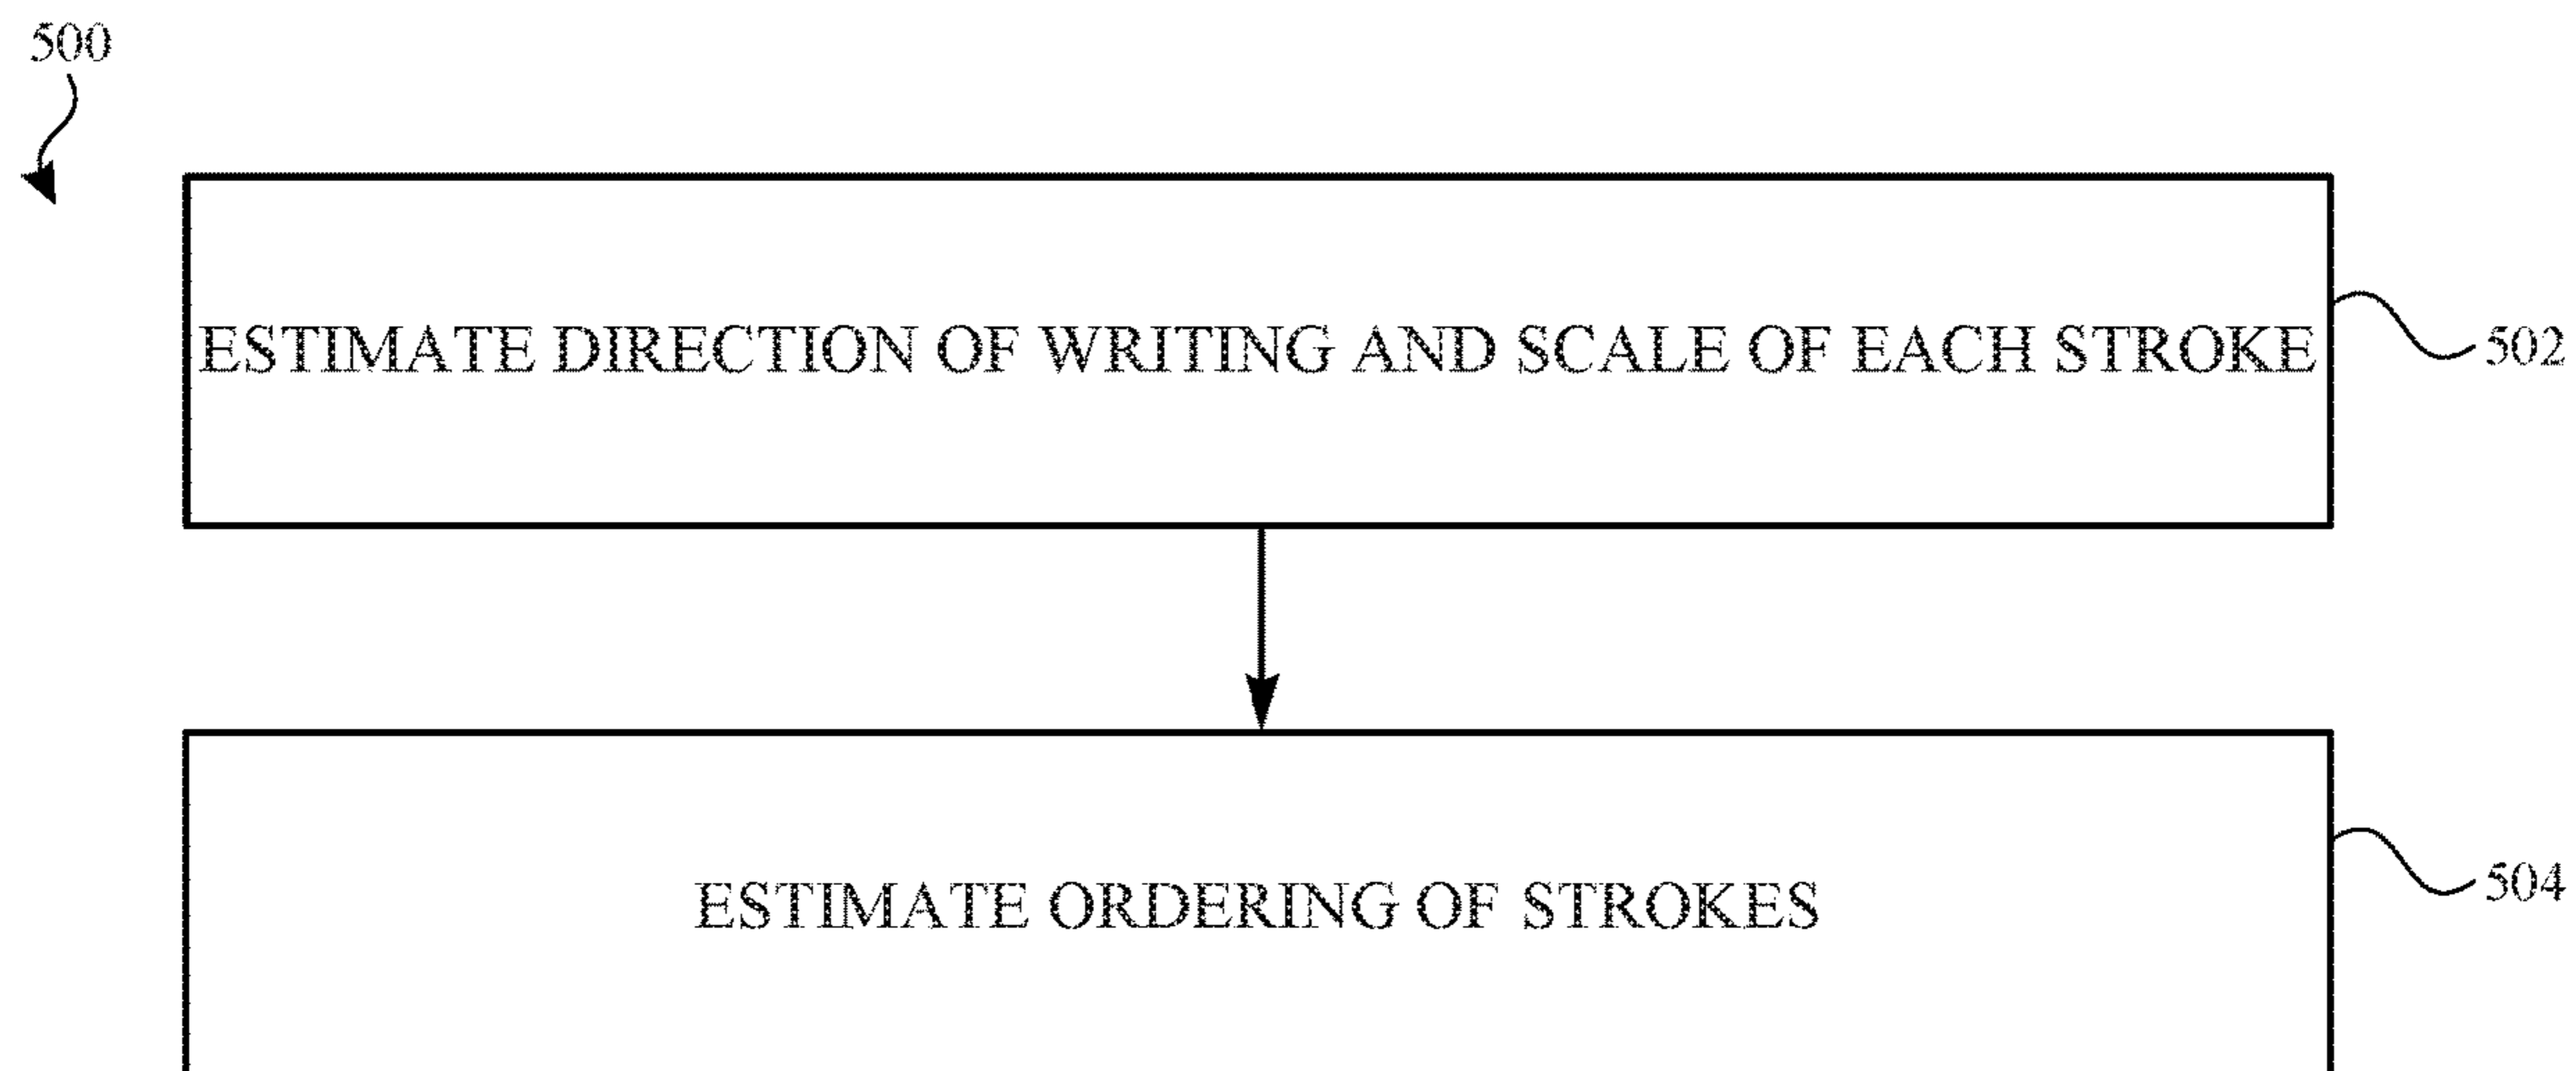 500
ESTIMATE DIRECTION OF WRITING AND SCALE OF EACH STROKE
502
ESTIMATE ORDERING OF STROKES
504